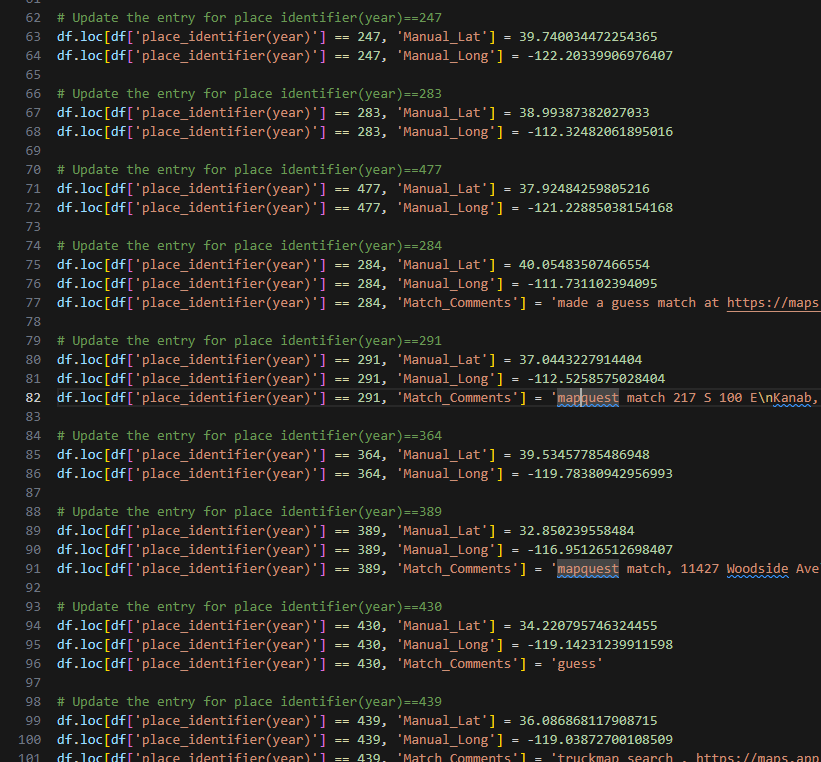 61
62 # Update the entry for place identifier(year)==247
63 df.loc[df['place_identifier(year)'] == 247, 'Manual_Lat'] = 39.740034472254365
64 df.loc[df['place_identifier(year)'] == 247, 'Manual_Long'] = -122.20339906976407
65
66 # Update the entry for place identifier(year)==283
67 df.loc[df['place_identifier(year)'] == 283, 'Manual_Lat'] = 38.99387382027033
68 df.loc[df['place_identifier(year)'] == 283, 'Manual_Long'] = -112.32482061895016
69
70 # Update the entry for place identifier(year)==477
71 df.loc[df['place_identifier(year)'] == 477, 'Manual_Lat'] = 37.92484259805216
72 df.loc[df['place_identifier(year)'] == 477, 'Manual_Long'] = -121.22885038154168
73
74 # Update the entry for place identifier(year)==284
75 df.loc[df['place_identifier(year)'] == 284, 'Manual_Lat'] = 40.05483507466554
76 df.loc[df['place_identifier(year)'] == 284, 'Manual_Long'] = -111.731102394095
77 df.loc[df['place_identifier(year)'] == 284, 'Match_Comments'] = 'made a guess match at https://maps
78
79 # Update the entry for place identifier(year)==291
80 df.loc[df['place_identifier(year)'] == 291, 'Manual_Lat'] = 37.0443227914404
81 df.loc[df['place_identifier(year)'] == 291, 'Manual_Long'] = -112.5258575028404
82 df.loc[df['place_identifier(year)'] == 291, 'Match_Comments'] = 'mapquest match 217 S 100 E\nKanab,
83
84 # Update the entry for place identifier(year)==364
85 df.loc[df['place_identifier(year)'] == 364, 'Manual_Lat'] = 39.53457785486948
86 df.loc[df['place_identifier(year)'] == 364, 'Manual_Long'] = -119.78380942956993
87
88 # Update the entry for place identifier(year)==389
89 df.loc[df['place_identifier(year)'] == 389, 'Manual_Lat'] = 32.850239558484
90 df.loc[df['place_identifier(year)'] == 389, 'Manual_Long'] = -116.95126512698407
91 df.loc[df['place_identifier(year)'] == 389, 'Match_Comments'] = 'mapquest match, 11427 Woodside Ave
92
93 # Update the entry for place identifier(year)==430
94 df.loc[df['place_identifier(year)'] == 430, 'Manual_Lat'] = 34.220795746324455
95 df.loc[df['place_identifier(year)'] == 430, 'Manual_Long'] = -119.14231239911598
96 df.loc[df['place_identifier(year)'] == 430, 'Match_Comments'] = 'guess'
97
98 # Update the entry for place identifier(year)==439
99 df.loc[df['place_identifier(year)'] == 439, 'Manual_Lat'] = 36.086868117908715
100 df.loc[df['place_identifier(year)'] == 439, 'Manual_Long'] = -119.03872700108509
101 df.loc[df['place_identifier(year)'] == 439, 'Match_Comments'] = 'truckmap search , https://maps.app